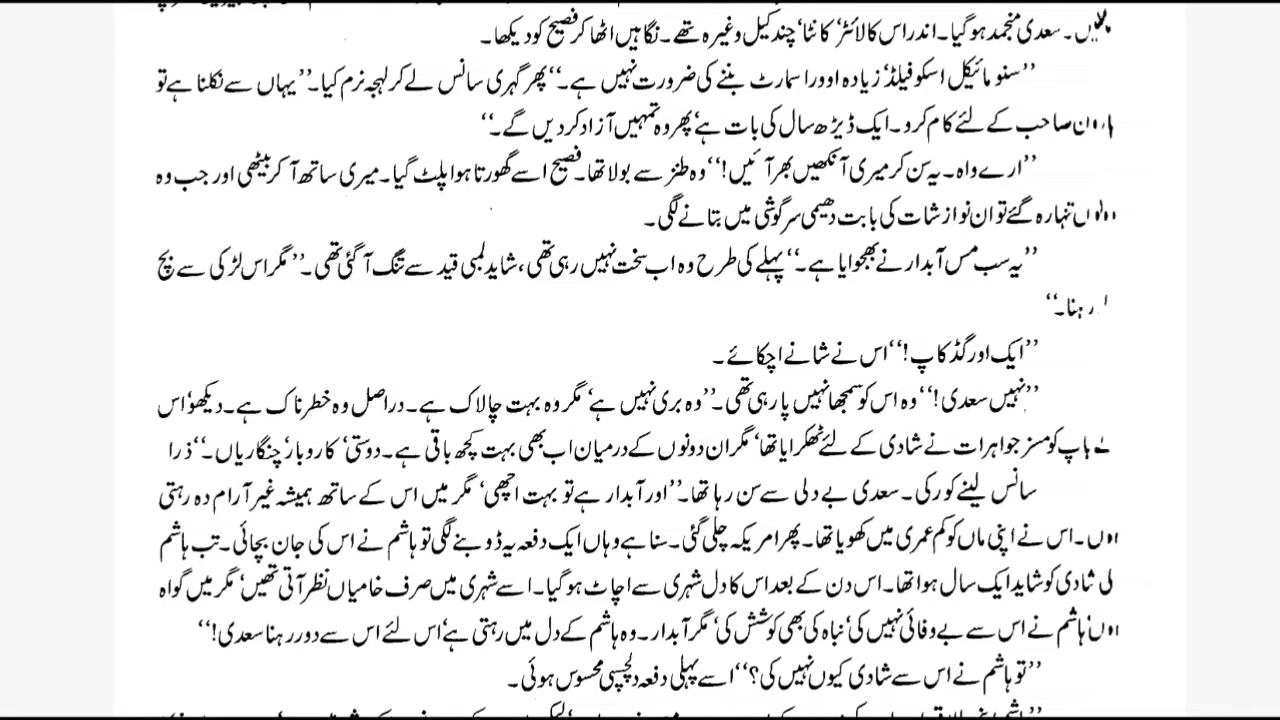 گئیں۔ سعدی منجمد ہو گیا۔ اندر اس کا لائٹر‘ کانٹا‘ چند کیل وغیرہ تھے۔ نگاہیں اٹھا کر فصیح کو دیکھا۔
’’سنو مائیکل اسکوفیلڈ‘ زیادہ اوور اسمارٹ بننے کی ضرورت نہیں ہے۔‘‘ پھر گہری سانس لے کر لہجہ نرم کیا۔ ’’یہاں سے نکلنا ہے تو
ہارون صاحب کے لئے کام کرو۔ ایک ڈیڑھ سال کی بات ہے‘ پھر وہ تمہیں آزاد کر دیں گے۔‘‘
’’ارے واہ۔ یہ سن کر میری آنکھیں بھر آئیں!‘‘ وہ طنز سے بولا تھا۔ فصیح اسے گھورتا ہوا پلٹ گیا۔ میری ساتھ آ کر بیٹھی اور جب وہ
دونوں تنہا رہ گئے تو ان نوازشات کی بابت دھیمی سرگوشی میں بتانے لگی۔
’’یہ سب مس آبدار نے بھجوایا ہے۔‘‘ پہلے کی طرح وہ اب سخت نہیں رہی تھی، شاید لمبی قید سے تنگ آ گئی تھی۔ ’’مگر اس لڑکی سے بچ
کر رہنا۔‘‘
’’ایک اور گڈ کاپ!‘‘ اس نے شانے اچکائے۔
’’نہیں سعدی!‘‘ وہ اس کو سمجھا نہیں پا رہی تھی۔ ’’وہ بری نہیں ہے‘ مگر وہ بہت چالاک ہے۔ دراصل وہ خطرناک ہے۔ دیکھو‘ اس
کے باپ کو مسز جواہرات نے شادی کے لئے ٹھکرایا تھا‘ مگر ان دونوں کے درمیان اب بھی بہت کچھ باقی ہے۔ دوستی‘ کاروبار‘ چنگاریاں۔‘‘ ذرا
سانس لینے کو رکی۔ سعدی بے دلی سے سن رہا تھا۔ ’’اور آبدار ہے تو بہت اچھی‘ مگر میں اس کے ساتھ ہمیشہ غیر آرام دہ رہتی
ہوں۔ اس نے اپنی ماں کو کم عمری میں کھویا تھا۔ پھر امریکہ چلی گئی۔ سنا ہے وہاں ایک دفعہ یہ ڈوبنے لگی تو ہاشم نے اس کی جان بچائی۔ تب ہاشم
کی شادی کو شاید ایک سال ہوا تھا۔ اس دن کے بعد اس کا دل شہری سے اچاٹ ہو گیا۔ اسے شہری میں صرف خامیاں نظر آتی تھیں‘ مگر میں گواہ
ہوں‘ ہاشم نے اس سے بے وفائی نہیں کی‘ نباہ کی بھی کوشش کی‘ مگر آبدار۔ وہ ہاشم کے دل میں رہتی ہے‘ اس لئے اس سے دور رہنا سعدی!‘‘
’’تو ہاشم نے اس سے شادی کیوں نہیں کی؟‘‘ اسے پہلی دفعہ دلچسپی محسوس ہوئی۔